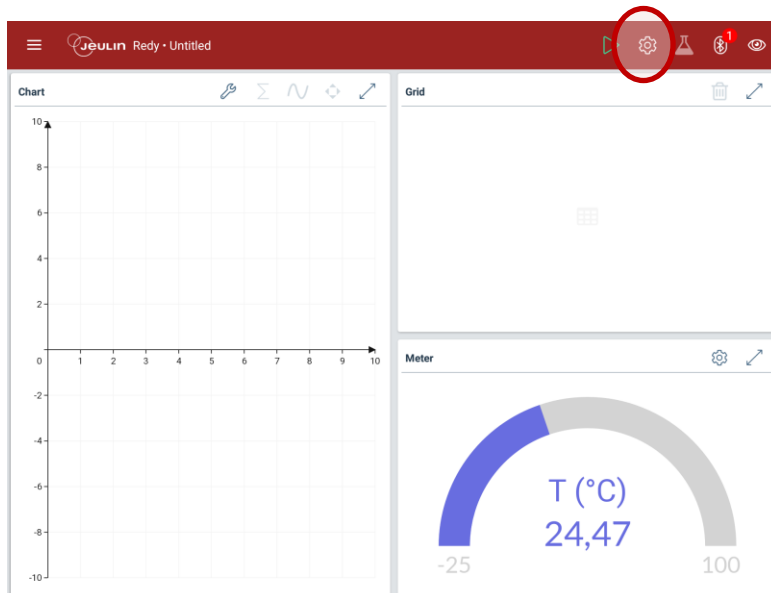 Jeulin Redy • Untitled
1
Chart
10
8
6
4
2
0 1 2 3 4 5 6 7 8 9 10
-2
-4
-6
-8
-10
Grid
Meter
T (°C)
24,47
-25 100